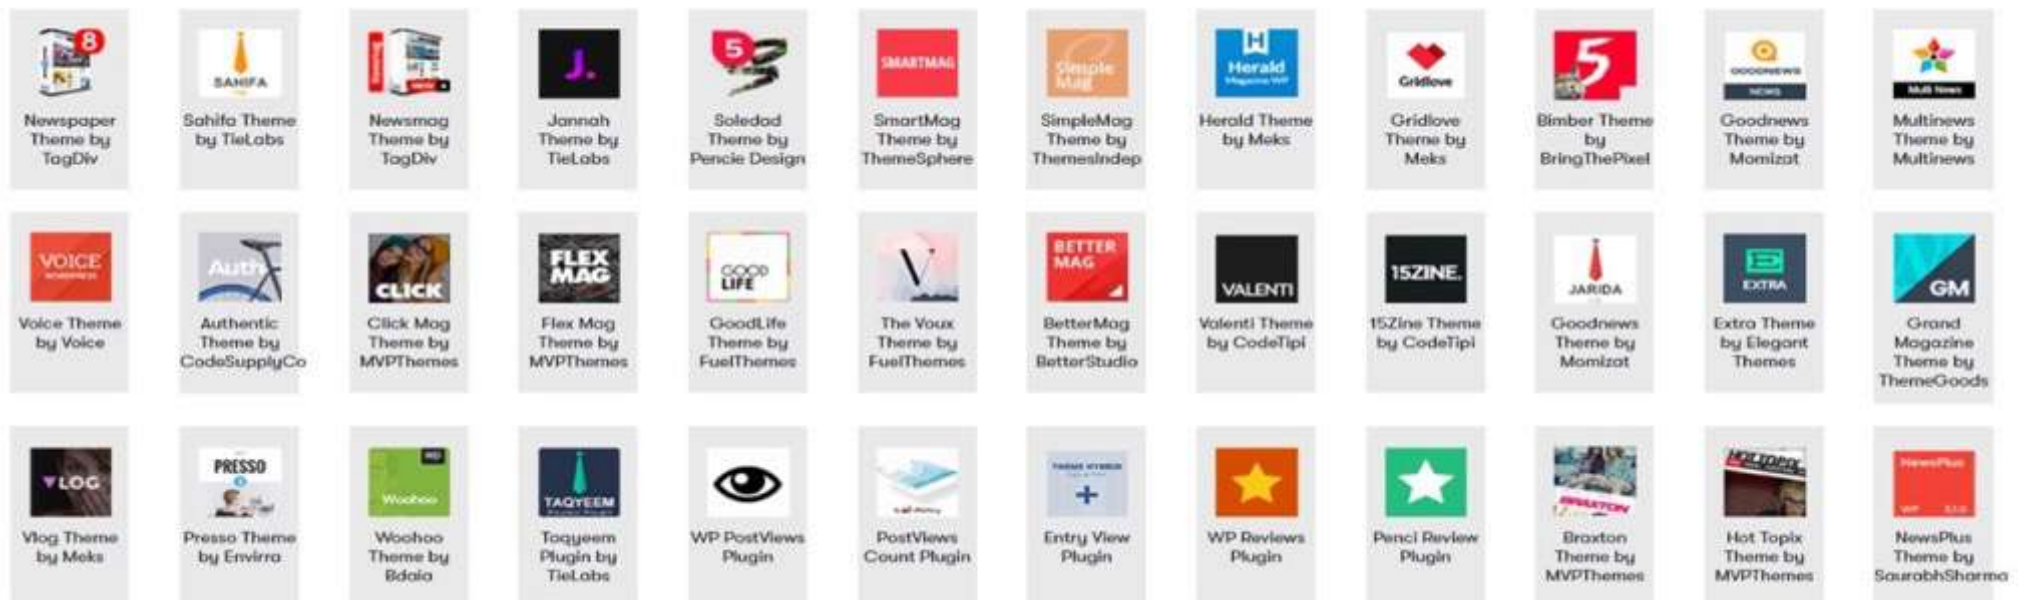 8
Newspaper
Theme by
TagDiv
SAHIFA
Sahifa Theme
by TieLabs
Newsmag
Theme by
TagDiv
J.
Jannah
Theme by
TieLabs
5
Soledad
Theme by
Pencie Design
SMARTMAG
SmartMag
Theme by
ThemeSphere
Simple
Mag
SimpleMag
Theme by
ThemesIndep
H
Herald
Magazine WP
Herald Theme
by Meks
Gridlove
Gridlove
Theme by
Meks
5
Bimber Theme
by
BringThePixel
GOODNEWS
NEWS
Goodnews
Theme by
Momizat
Multi News
Multinews
Theme by
Multinews
VOICE
WORDPRESS
Voice Theme
by Voice
Auth
Authentic
Theme by
CodeSupplyCo
CLICK
Click Mag
Theme by
MVPThemes
FLEX
MAG
Flex Mag
Theme by
MVPThemes
GOOD
LIFE
GoodLife
Theme by
FuelThemes
V
The Voux
Theme by
FuelThemes
BETTER
MAG
BetterMag
Theme by
BetterStudio
VALENTI
Valenti Theme
by CodeTipi
15ZINE.
15Zine Theme
by CodeTipi
JARIDA
Goodnews
Theme by
Momizat
E
EXTRA
Extra Theme
by Elegant
Themes
GM
Grand
Magazine
Theme by
ThemeGoods
VLOG
Vlog Theme
by Meks
PRESSO
Presso Theme
by Envirra
WP
Woohoo
Woohoo
Theme by
Bdaia
TAQYEEM
Taqyeem
Plugin by
TieLabs
WP PostViews
Plugin
PostViews
Count Plugin
THEME HYBRID
+
Entry View
Plugin
WP Reviews
Plugin
Penci Review
Plugin
BRAXTON
Braxton
Theme by
MVPThemes
HOT TOPIX
Hot Topix
Theme by
MVPThemes
NewsPlus
WP
NewsPlus
Theme by
SaurabhSharma